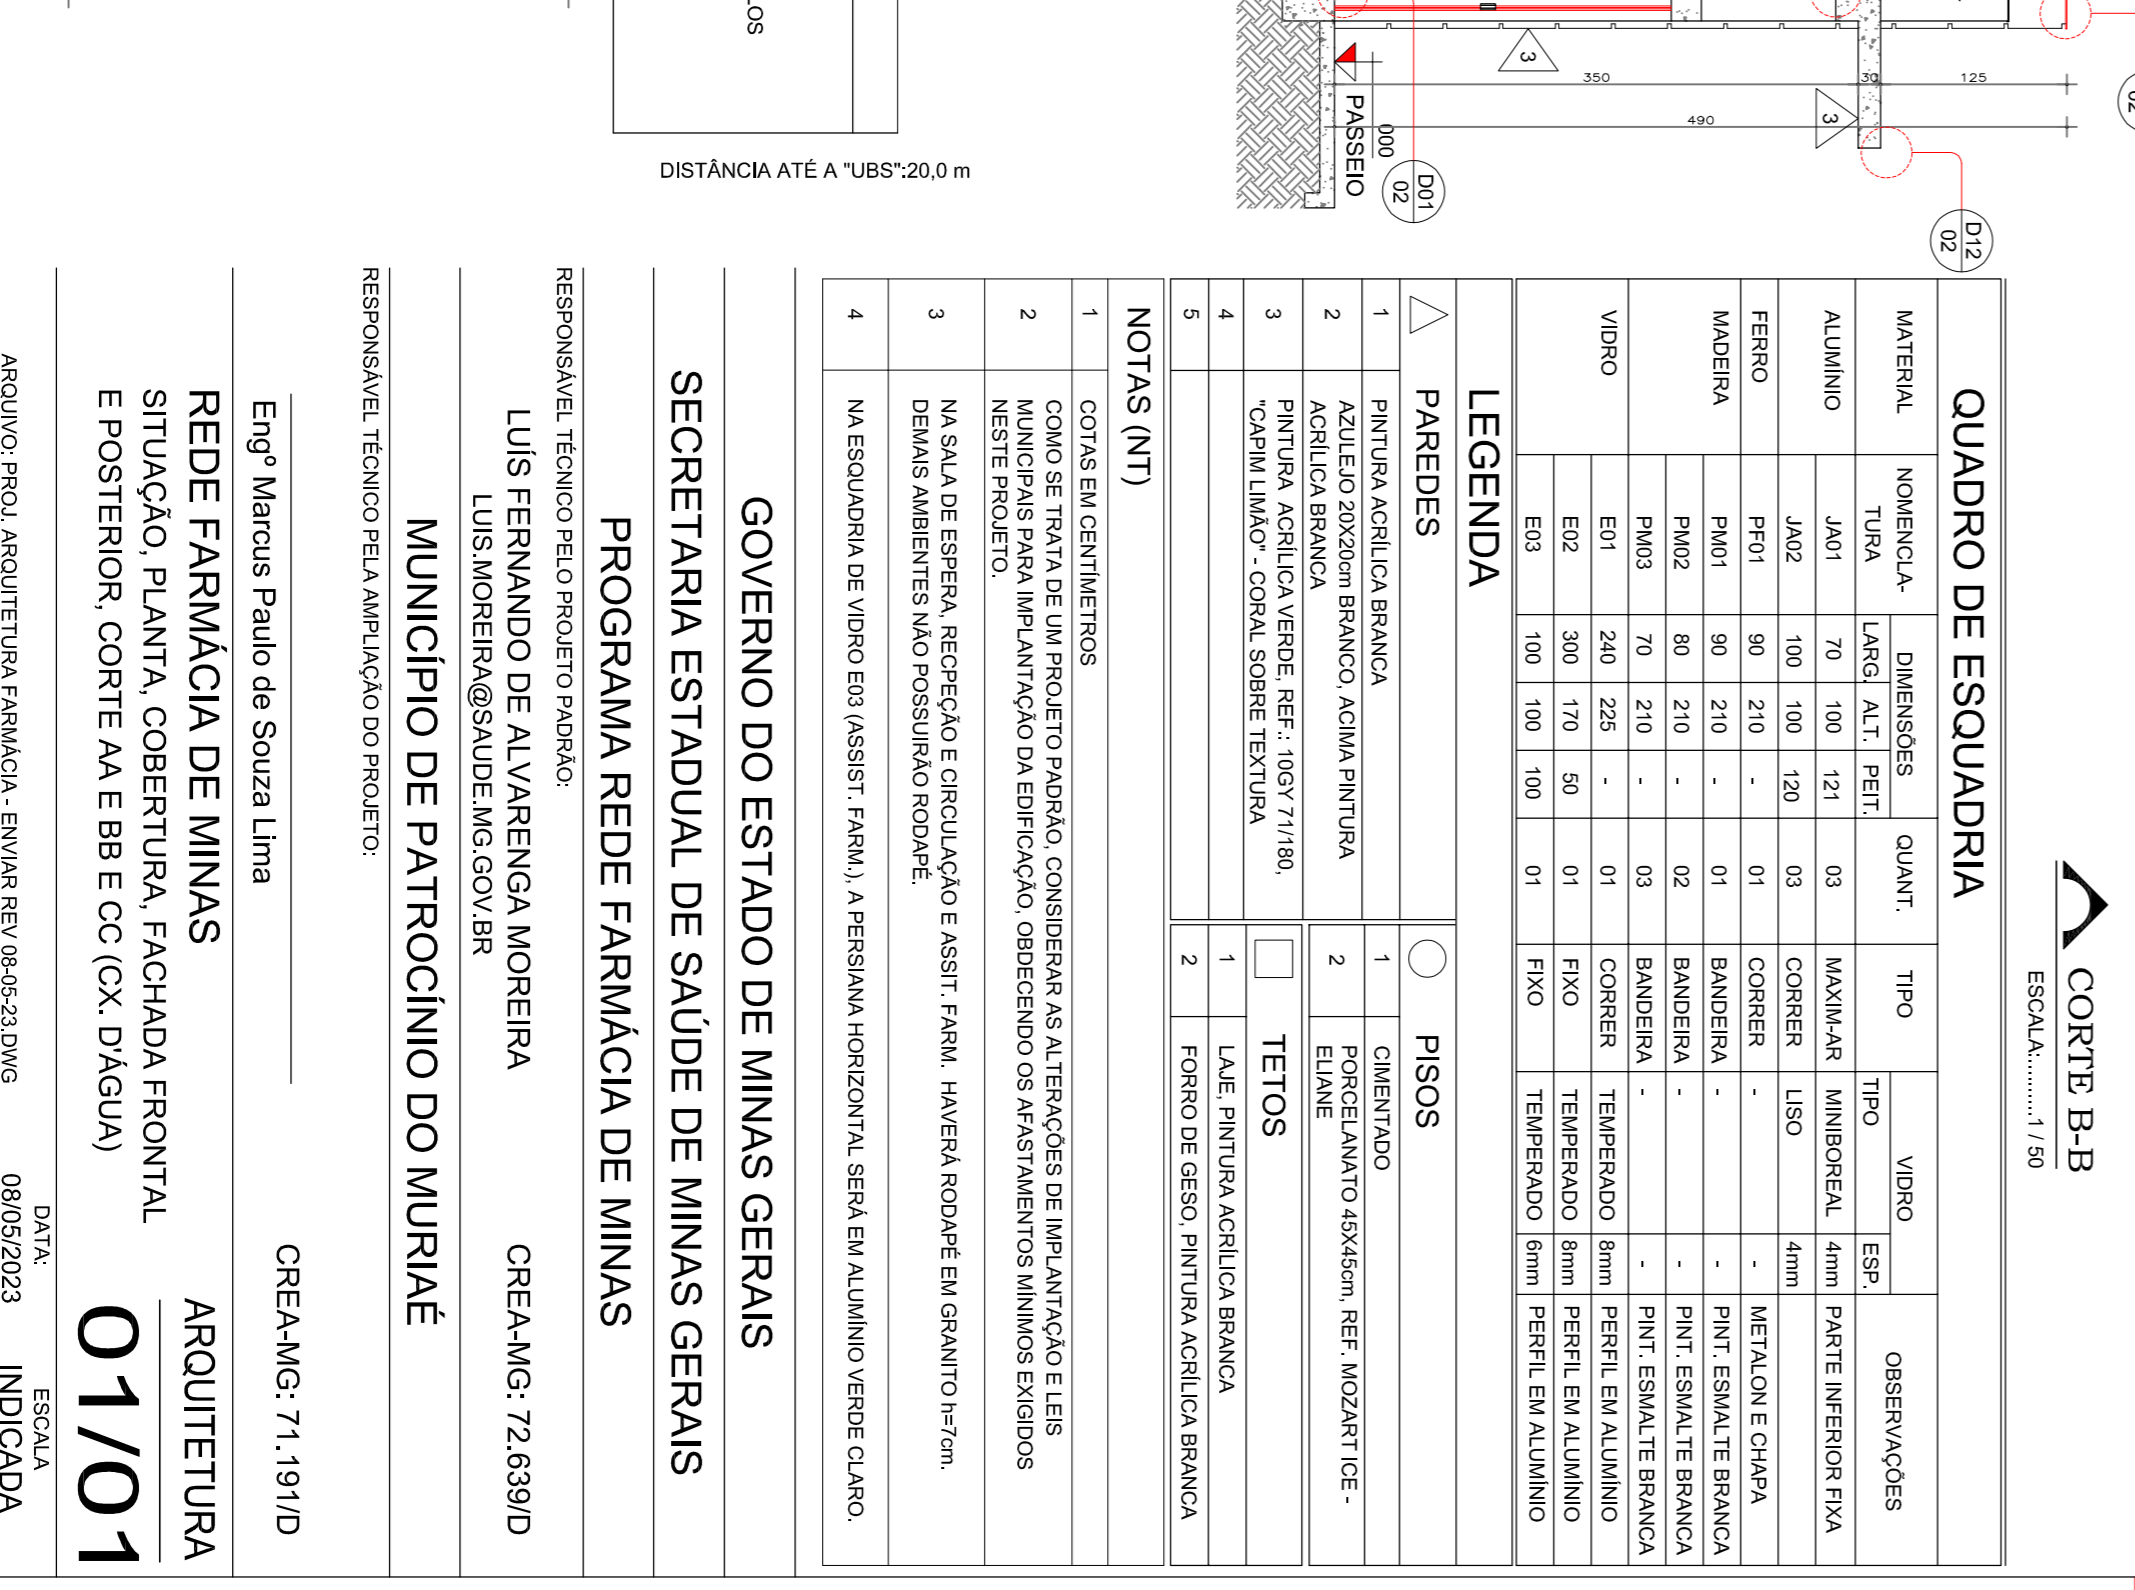 LOS
DISTÂNCIA ATÉ A "UBS":20,0 m
3
350
30
125
490
3
000
PASSEIO
D01
02
D12
02
02
CORTE B-B
ESCALA:..........1 / 50
QUADRO DE ESQUADRIA
MATERIAL NOMENCLA-TURA DIMENSÕES QUANT. TIPO VIDRO OBSERVAÇÕES
LARG. ALT. PEIT. TIPO ESP.
ALUMÍNIO JA01 70 100 121 03 MAXIM-AR MINIBOREAL 4mm PARTE INFERIOR FIXA
JA02 100 100 120 03 CORRER LISO 4mm
FERRO PF01 90 210 - 01 CORRER - - METALON E CHAPA
MADEIRA PM01 90 210 - 01 BANDEIRA - - PINT. ESMALTE BRANCA
PM02 80 210 - 02 BANDEIRA - - PINT. ESMALTE BRANCA
PM03 70 210 - 03 BANDEIRA - - PINT. ESMALTE BRANCA
VIDRO E01 240 225 - 01 CORRER TEMPERADO 8mm PERFIL EM ALUMÍNIO
E02 300 170 50 01 FIXO TEMPERADO 8mm PERFIL EM ALUMÍNIO
E03 100 100 100 01 FIXO TEMPERADO 6mm PERFIL EM ALUMÍNIO
LEGENDA
PAREDES
1 PINTURA ACRÍLICA BRANCA
2 AZULEJO 20X20cm BRANCO, ACIMA PINTURA
ACRÍLICA BRANCA
3 PINTURA ACRÍLICA VERDE, REF.: 10GY 71/180,
"CAPIM LIMÃO" - CORAL SOBRE TEXTURA
4
5
PISOS
1 CIMENTADO
2 PORCELANATO 45X45cm, REF. MOZART ICE -
ELIANE
TETOS
1 LAJE, PINTURA ACRÍLICA BRANCA
2 FORRO DE GESO, PINTURA ACRÍLICA BRANCA
NOTAS (NT)
1 COTAS EM CENTÍMETROS
2 COMO SE TRATA DE UM PROJETO PADRÃO, CONSIDERAR AS ALTERAÇÕES DE IMPLANTAÇÃO E LEIS
MUNICIPAIS PARA IMPLANTAÇÃO DA EDIFICAÇÃO, OBDECENDO OS AFASTAMENTOS MÍNIMOS EXIGIDOS
NESTE PROJETO.
3 NA SALA DE ESPERA, RECPEÇÃO E CIRCULAÇÃO E ASSIT. FARM. HAVERÁ RODAPÉ EM GRANITO h=7cm.
DEMAIS AMBIENTES NÃO POSSUIRÃO RODAPÉ.
4 NA ESQUADRIA DE VIDRO E03 (ASSIST. FARM.), A PERSIANA HORIZONTAL SERÁ EM ALUMÍNIO VERDE CLARO.
GOVERNO DO ESTADO DE MINAS GERAIS
SECRETARIA ESTADUAL DE SAÚDE DE MINAS GERAIS
PROGRAMA REDE FARMÁCIA DE MINAS
RESPONSÁVEL TÉCNICO PELO PROJETO PADRÃO:
LUÍS FERNANDO DE ALVARENGA MOREIRA CREA-MG: 72.639/D
LUIS.MOREIRA@SAUDE.MG.GOV.BR
MUNICÍPIO DE PATROCÍNIO DO MURIAÉ
RESPONSÁVEL TÉCNICO PELA AMPLIAÇÃO DO PROJETO:
Engº Marcus Paulo de Souza Lima CREA-MG: 71.191/D
REDE FARMÁCIA DE MINAS
SITUAÇÃO, PLANTA, COBERTURA, FACHADA FRONTAL
E POSTERIOR, CORTE AA E BB E CC (CX. D'ÁGUA)
ARQUITETURA
01/01
DATA:
08/05/2023
ESCALA
INDICADA
ARQUIVO: PROJ. ARQUITETURA FARMÁCIA - ENVIAR REV 08-05-23.DWG